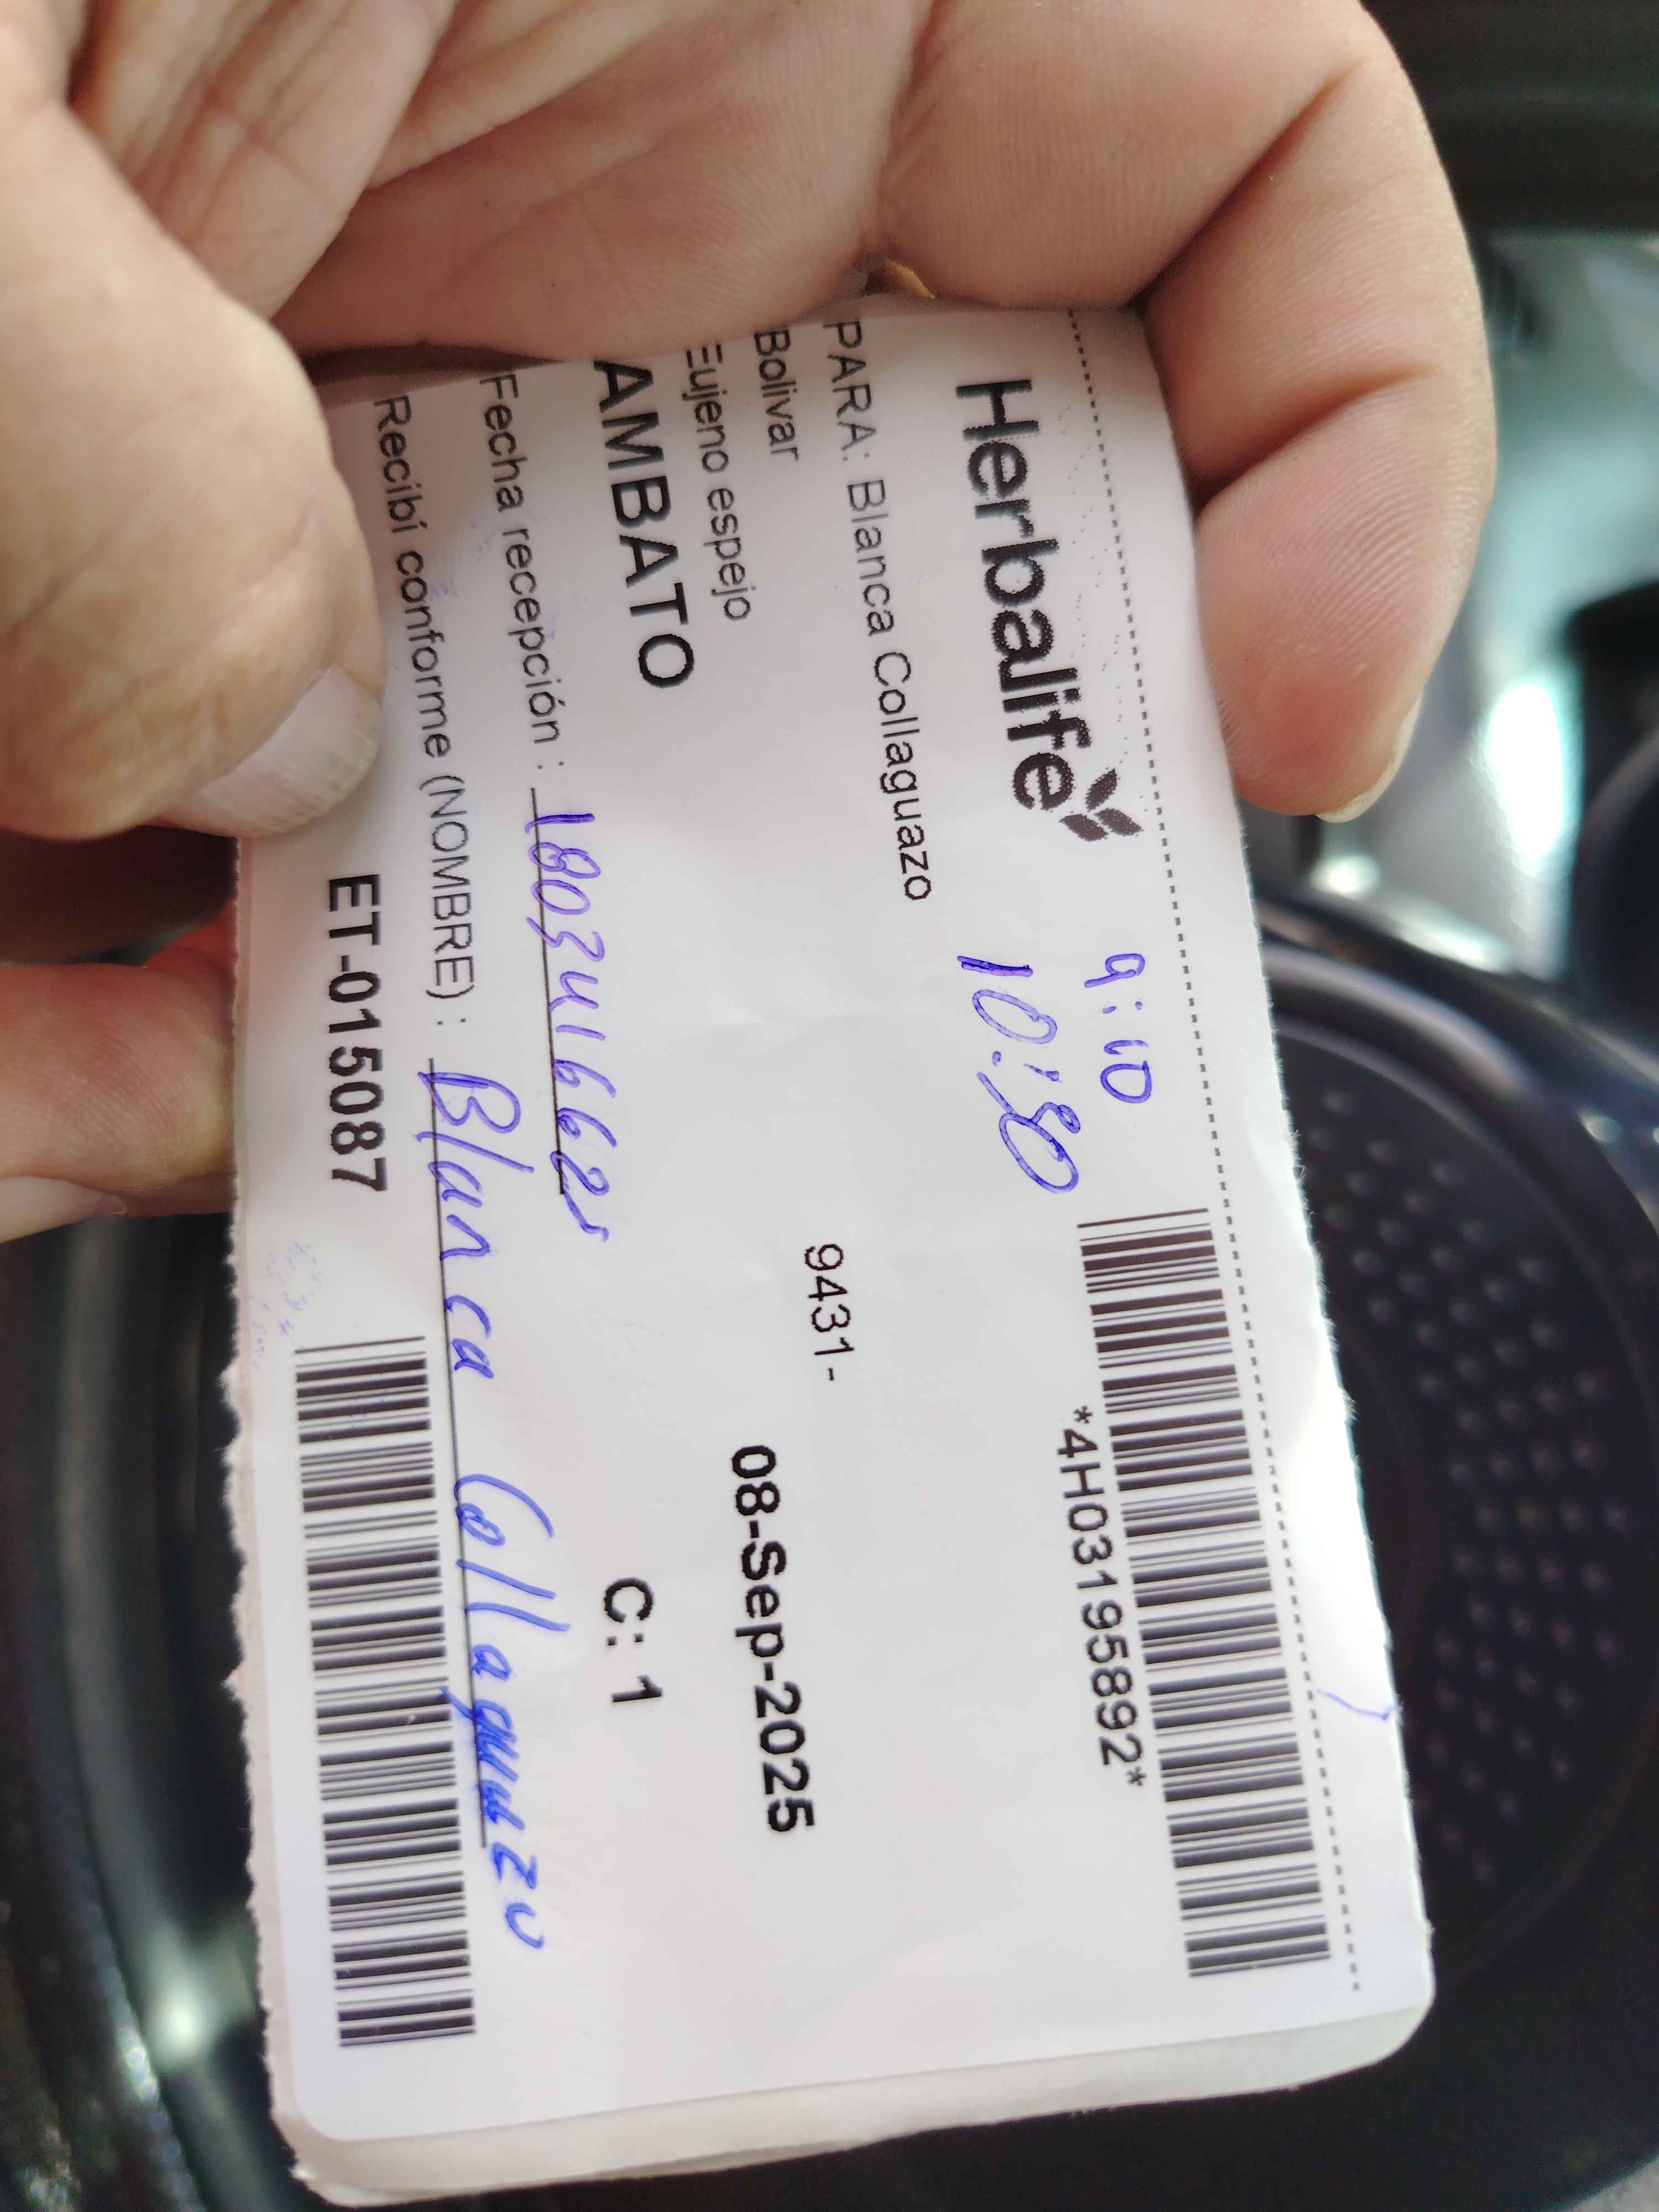 Herbalife
9:10
10:50
*4H03195892*
PARA: Blanca Collaguazo
9431-
Bolivar
Eujeno espejo
08-Sep-2025
AMBATO
C: 1
Fecha recepción : 1803416625
Recibí conforme (NOMBRE) : Blanca Collaguazo
ET-015087